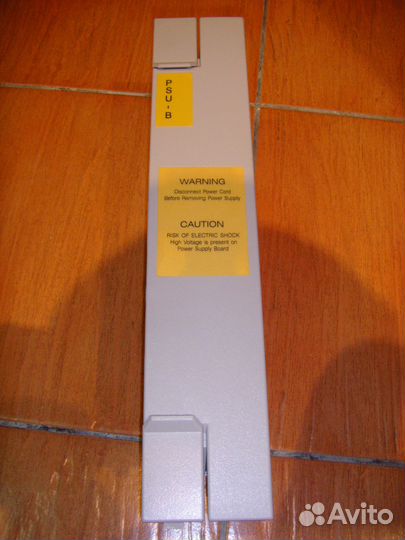 PSU-B
WARNING
Disconnect Power Cord
Before Removing Power Supply
CAUTION
RISK OF ELECTRIC SHOCK
High Voltage is present on
Power Supply Board
Avito